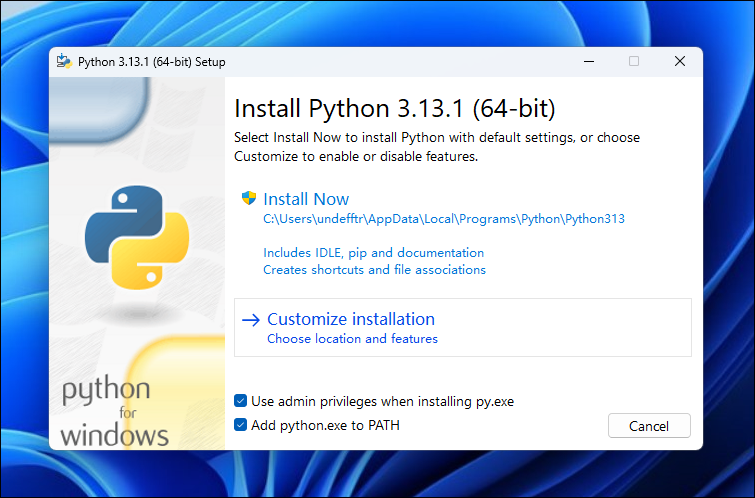 Python 3.13.1 (64-bit) Setup
Install Python 3.13.1 (64-bit)
Select Install Now to install Python with default settings, or choose
Customize to enable or disable features.
Install Now
C:\Users\undefftr\AppData\Local\Programs\Python\Python313
Includes IDLE, pip and documentation
Creates shortcuts and file associations
Customize installation
Choose location and features
python
for
windows
Use admin privileges when installing py.exe
Add python.exe to PATH
Cancel